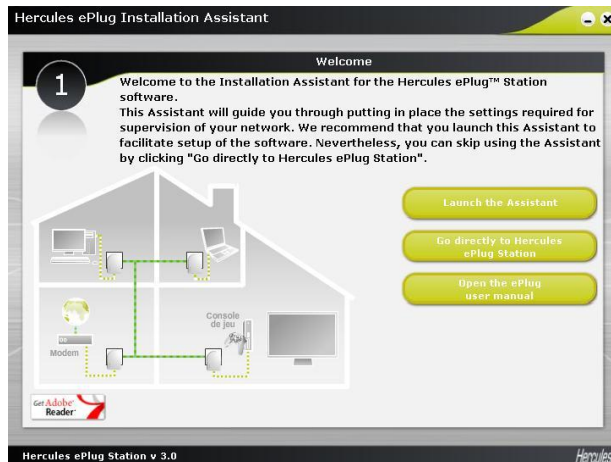 Hercules ePlug Installation Assistant
Welcome
1
Welcome to the Installation Assistant for the Hercules ePlug™ Station
software.
This Assistant will guide you through putting in place the settings required for
supervision of your network. We recommend that you launch this Assistant to
facilitate setup of the software. Nevertheless, you can skip using the Assistant
by clicking "Go directly to Hercules ePlug Station".
Launch the Assistant
Go directly to Hercules
ePlug Station
Open the ePlug
user manual
Console
de jeu
Modem
Get Adobe®
Reader®
Hercules ePlug Station v 3.0
Hercules